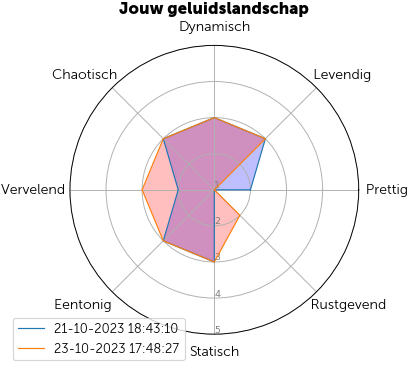 Jouw geluidslandschap
Dynamisch
Chaotisch
Levendig
Vervelend
Prettig
1
2
3
4
5
Eentonig
Rustgevend
Statisch
21-10-2023 18:43:10
23-10-2023 17:48:27